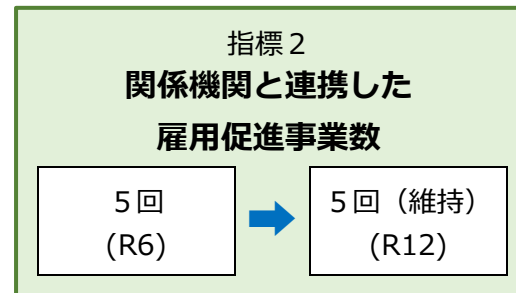 指標２
関係機関と連携した
雇用促進事業数
５回
(R6)
５回（維持）
(R12)